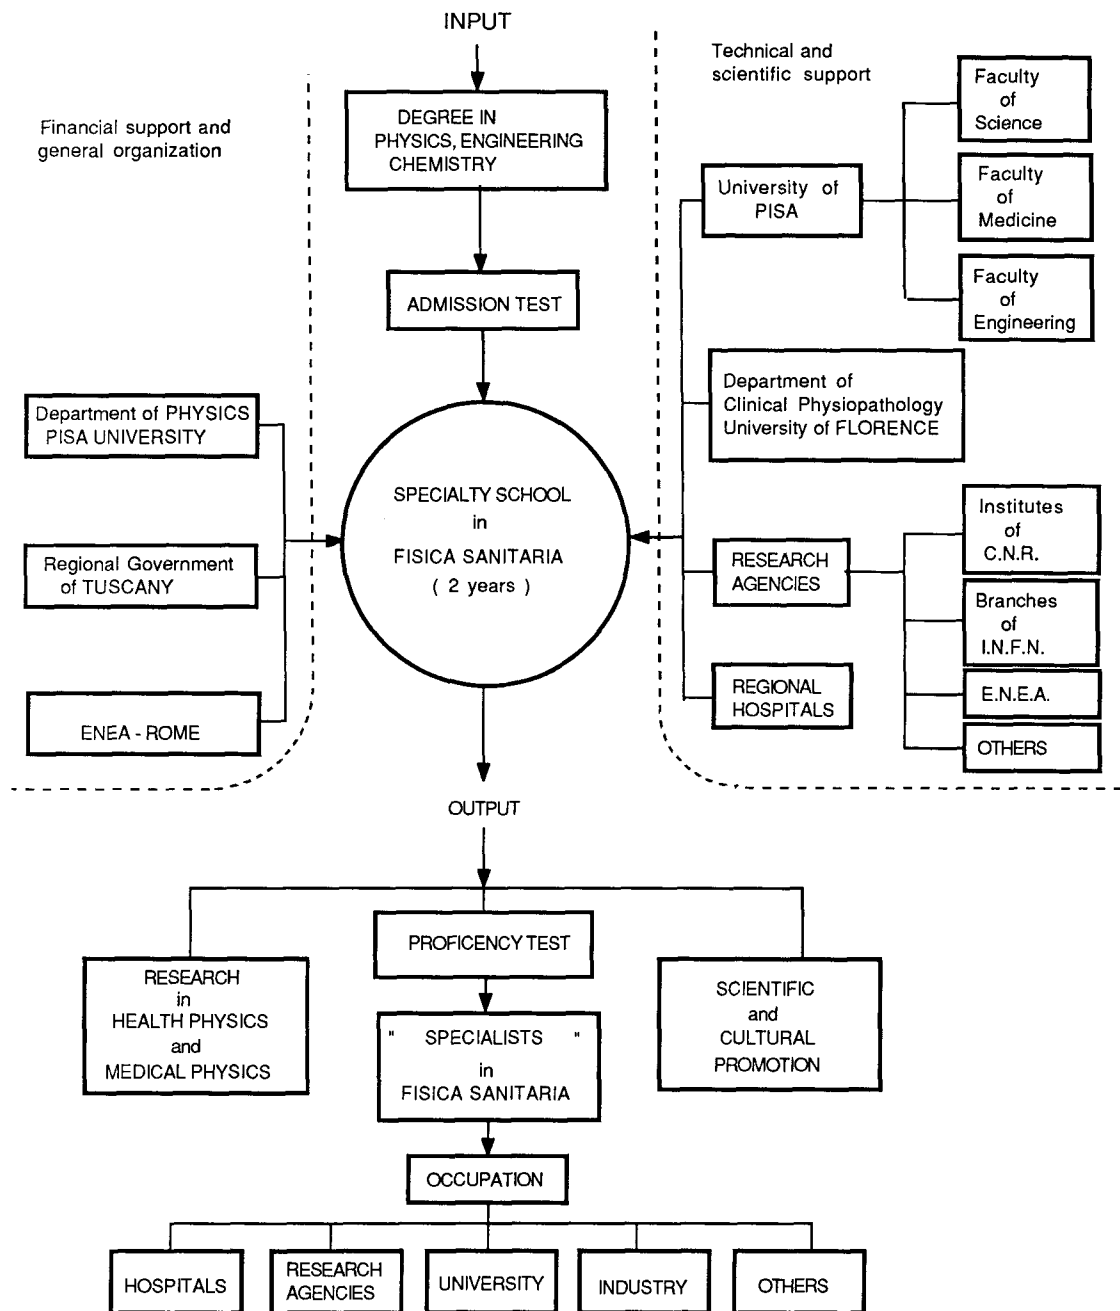 INPUT
Financial support and
general organization
Technical and
scientific support
DEGREE IN
PHYSICS, ENGINEERING
CHEMISTRY
ADMISSION TEST
Department of PHYSICS
PISA UNIVERSITY
Regional Government
of TUSCANY
ENEA - ROME
SPECIALTY SCHOOL
in
FISICA SANITARIA
( 2 years )
University of
PISA
Faculty
of
Science
Faculty
of
Medicine
Faculty
of
Engineering
Department of
Clinical Physiopathology
University of FLORENCE
RESEARCH
AGENCIES
Institutes
of
C.N.R.
Branches
of
I.N.F.N.
E.N.E.A.
OTHERS
REGIONAL
HOSPITALS
OUTPUT
RESEARCH
in
HEALTH PHYSICS
and
MEDICAL PHYSICS
PROFICENCY TEST
" SPECIALISTS "
in
FISICA SANITARIA
SCIENTIFIC
and
CULTURAL
PROMOTION
OCCUPATION
HOSPITALS
RESEARCH
AGENCIES
UNIVERSITY
INDUSTRY
OTHERS